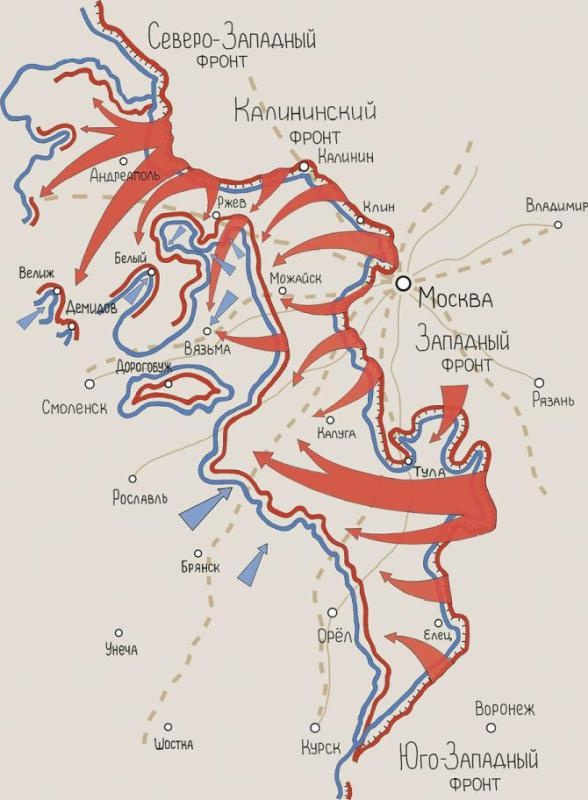 Северо-Западный
фронт
Калининский
фронт
Калинин
Андреаполь
Ржев
Клин
Владимир
Белый
Велиж
Можайск
Демидов
Москва
Вязьма
Западный
фронт
Дорогобуж
Смоленск
Рязань
Калуга
Тула
Рославль
Брянск
Орёл
Елец
Унеча
Воронеж
Шостка
Курск
Юго-Западный
фронт